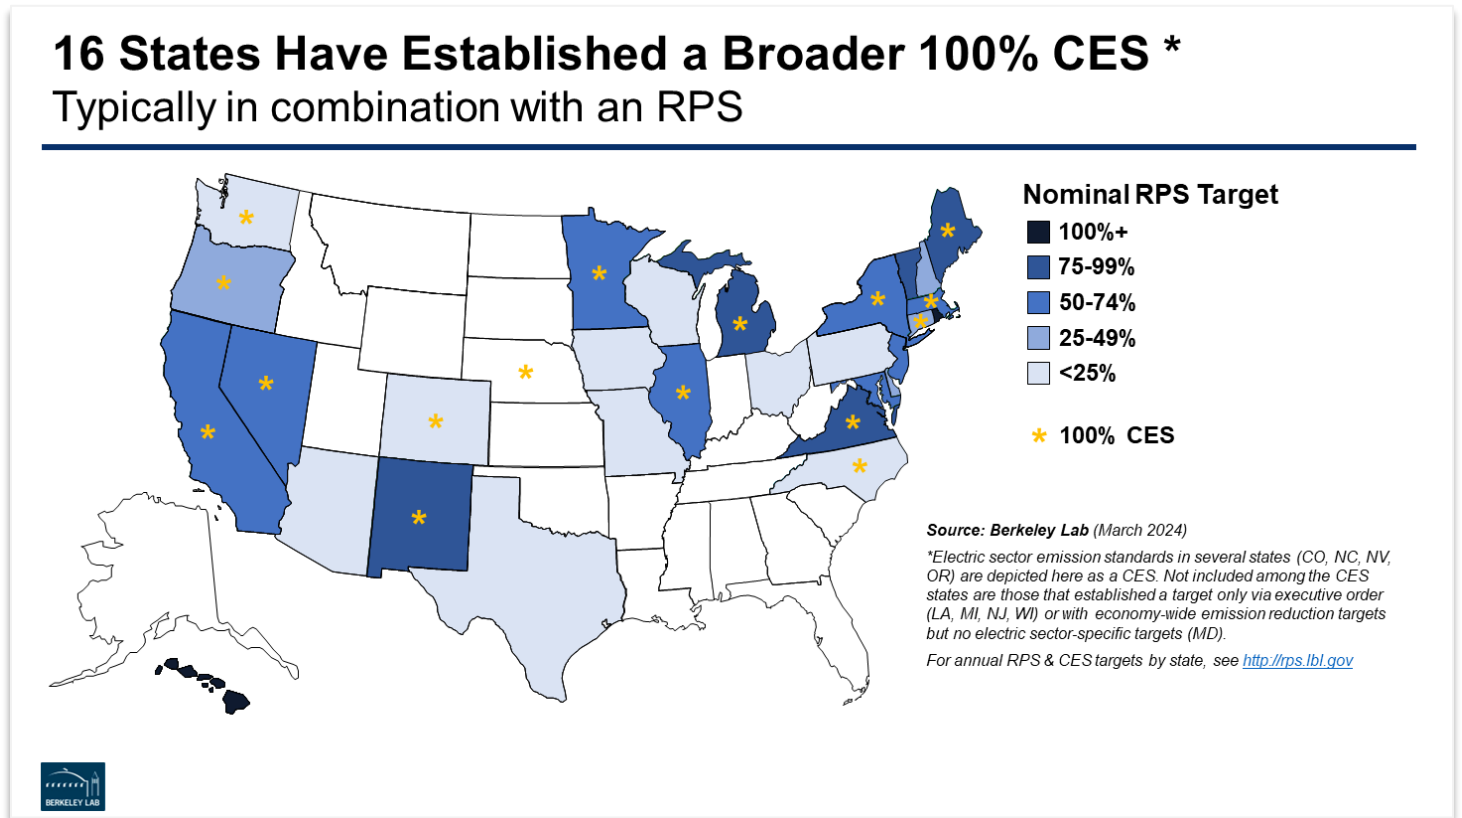 16 States Have Established a Broader 100% CES *
Typically in combination with an RPS
Nominal RPS Target
100%+
75-99%
50-74%
25-49%
<25%
* 100% CES
Source: Berkeley Lab (March 2024)
*Electric sector emission standards in several states (CO, NC, NV,
OR) are depicted here as a CES. Not included among the CES
states are those that established a target only via executive order
(LA, MI, NJ, WI) or with economy-wide emission reduction targets
but no electric sector-specific targets (MD).
For annual RPS & CES targets by state, see http://rps.lbl.gov
BERKELEY LAB